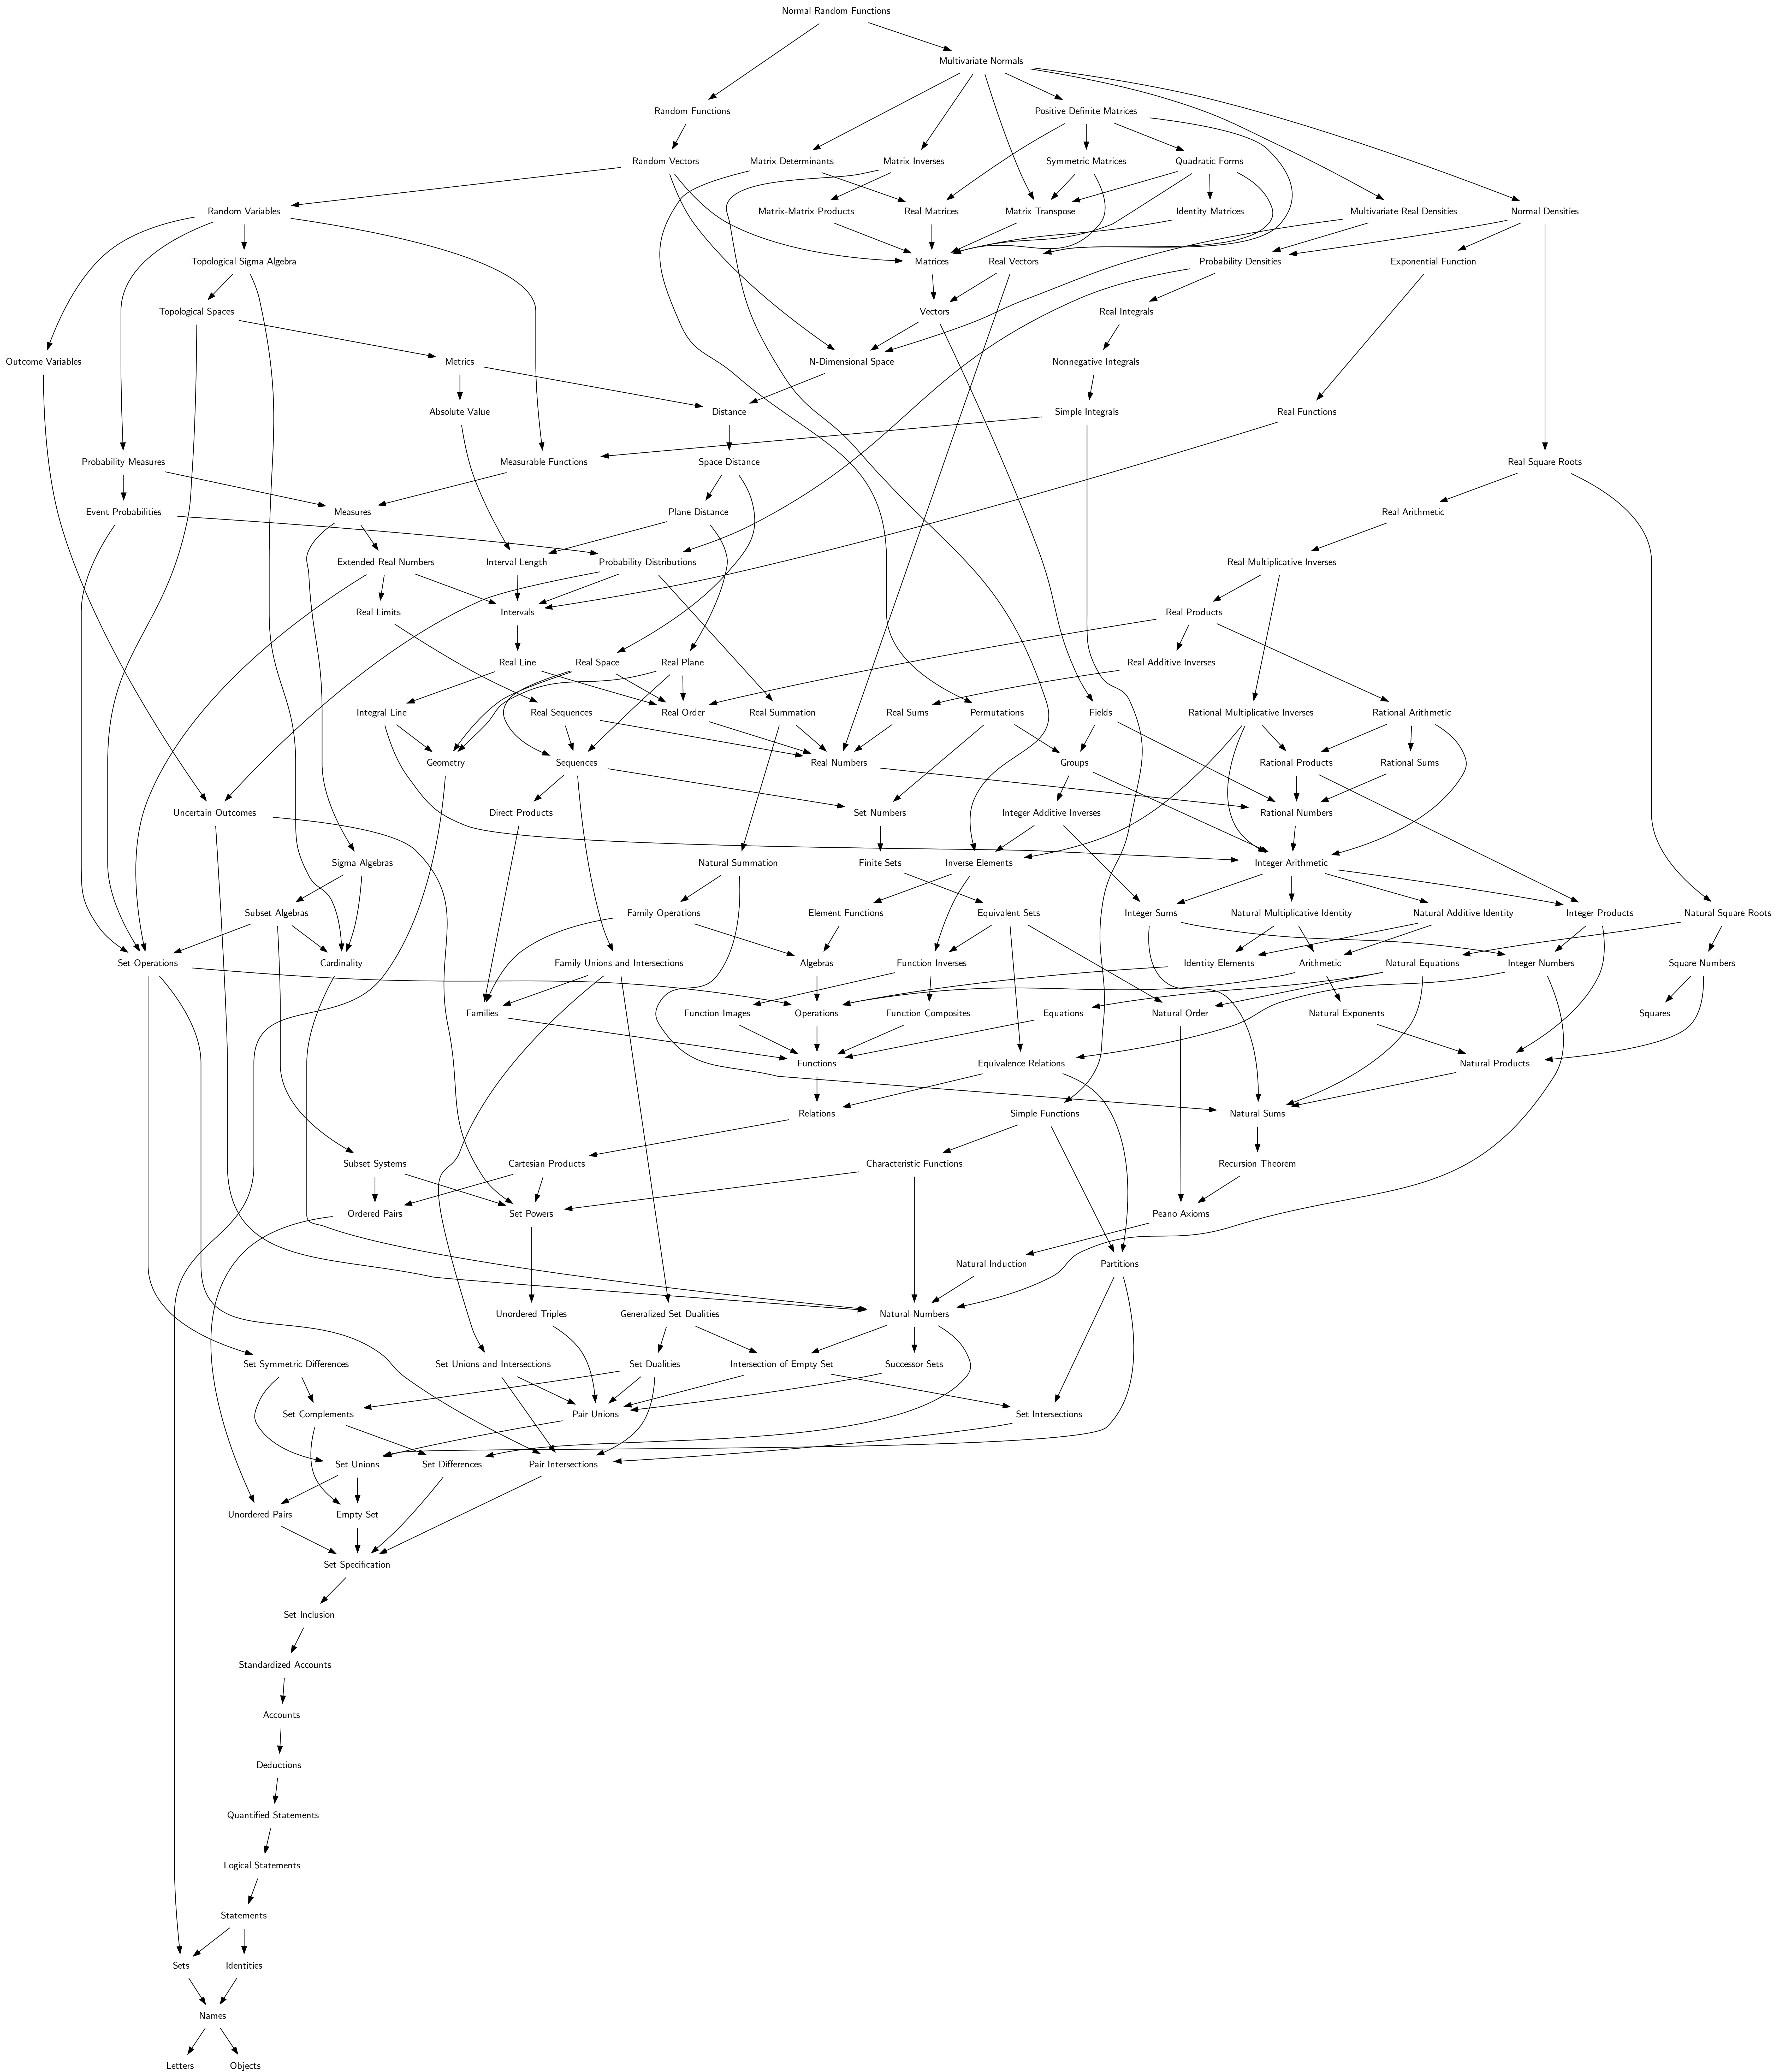 Normal Random Functions
Multivariate Normals
Random Functions
Positive Definite Matrices
Random Vectors
Matrix Determinants
Matrix Inverses
Symmetric Matrices
Quadratic Forms
Random Variables
Matrix-Matrix Products
Real Matrices
Matrix Transpose
Identity Matrices
Multivariate Real Densities
Normal Densities
Topological Sigma Algebra
Matrices
Real Vectors
Probability Densities
Exponential Function
Topological Spaces
Vectors
Real Integrals
Outcome Variables
Metrics
N-Dimensional Space
Nonnegative Integrals
Absolute Value
Distance
Simple Integrals
Real Functions
Probability Measures
Measurable Functions
Space Distance
Real Square Roots
Event Probabilities
Measures
Plane Distance
Real Arithmetic
Extended Real Numbers
Interval Length
Probability Distributions
Real Multiplicative Inverses
Real Limits
Intervals
Real Products
Real Line
Real Space
Real Plane
Real Additive Inverses
Integral Line
Real Sequences
Real Order
Real Summation
Real Sums
Permutations
Fields
Rational Multiplicative Inverses
Rational Arithmetic
Geometry
Sequences
Real Numbers
Groups
Rational Products
Rational Sums
Uncertain Outcomes
Direct Products
Set Numbers
Integer Additive Inverses
Rational Numbers
Sigma Algebras
Natural Summation
Finite Sets
Inverse Elements
Integer Arithmetic
Subset Algebras
Family Operations
Element Functions
Equivalent Sets
Integer Sums
Natural Multiplicative Identity
Natural Additive Identity
Integer Products
Natural Square Roots
Set Operations
Cardinality
Family Unions and Intersections
Algebras
Function Inverses
Identity Elements
Arithmetic
Natural Equations
Integer Numbers
Square Numbers
Families
Function Images
Operations
Function Composites
Equations
Natural Order
Natural Exponents
Squares
Functions
Equivalence Relations
Natural Products
Relations
Simple Functions
Natural Sums
Subset Systems
Cartesian Products
Characteristic Functions
Recursion Theorem
Ordered Pairs
Set Powers
Peano Axioms
Natural Induction
Partitions
Unordered Triples
Generalized Set Dualities
Natural Numbers
Set Symmetric Differences
Set Unions and Intersections
Set Dualities
Intersection of Empty Set
Successor Sets
Set Complements
Pair Unions
Set Intersections
Set Unions
Set Differences
Pair Intersections
Unordered Pairs
Empty Set
Set Specification
Set Inclusion
Standardized Accounts
Accounts
Deductions
Quantified Statements
Logical Statements
Statements
Sets
Identities
Names
Letters
Objects